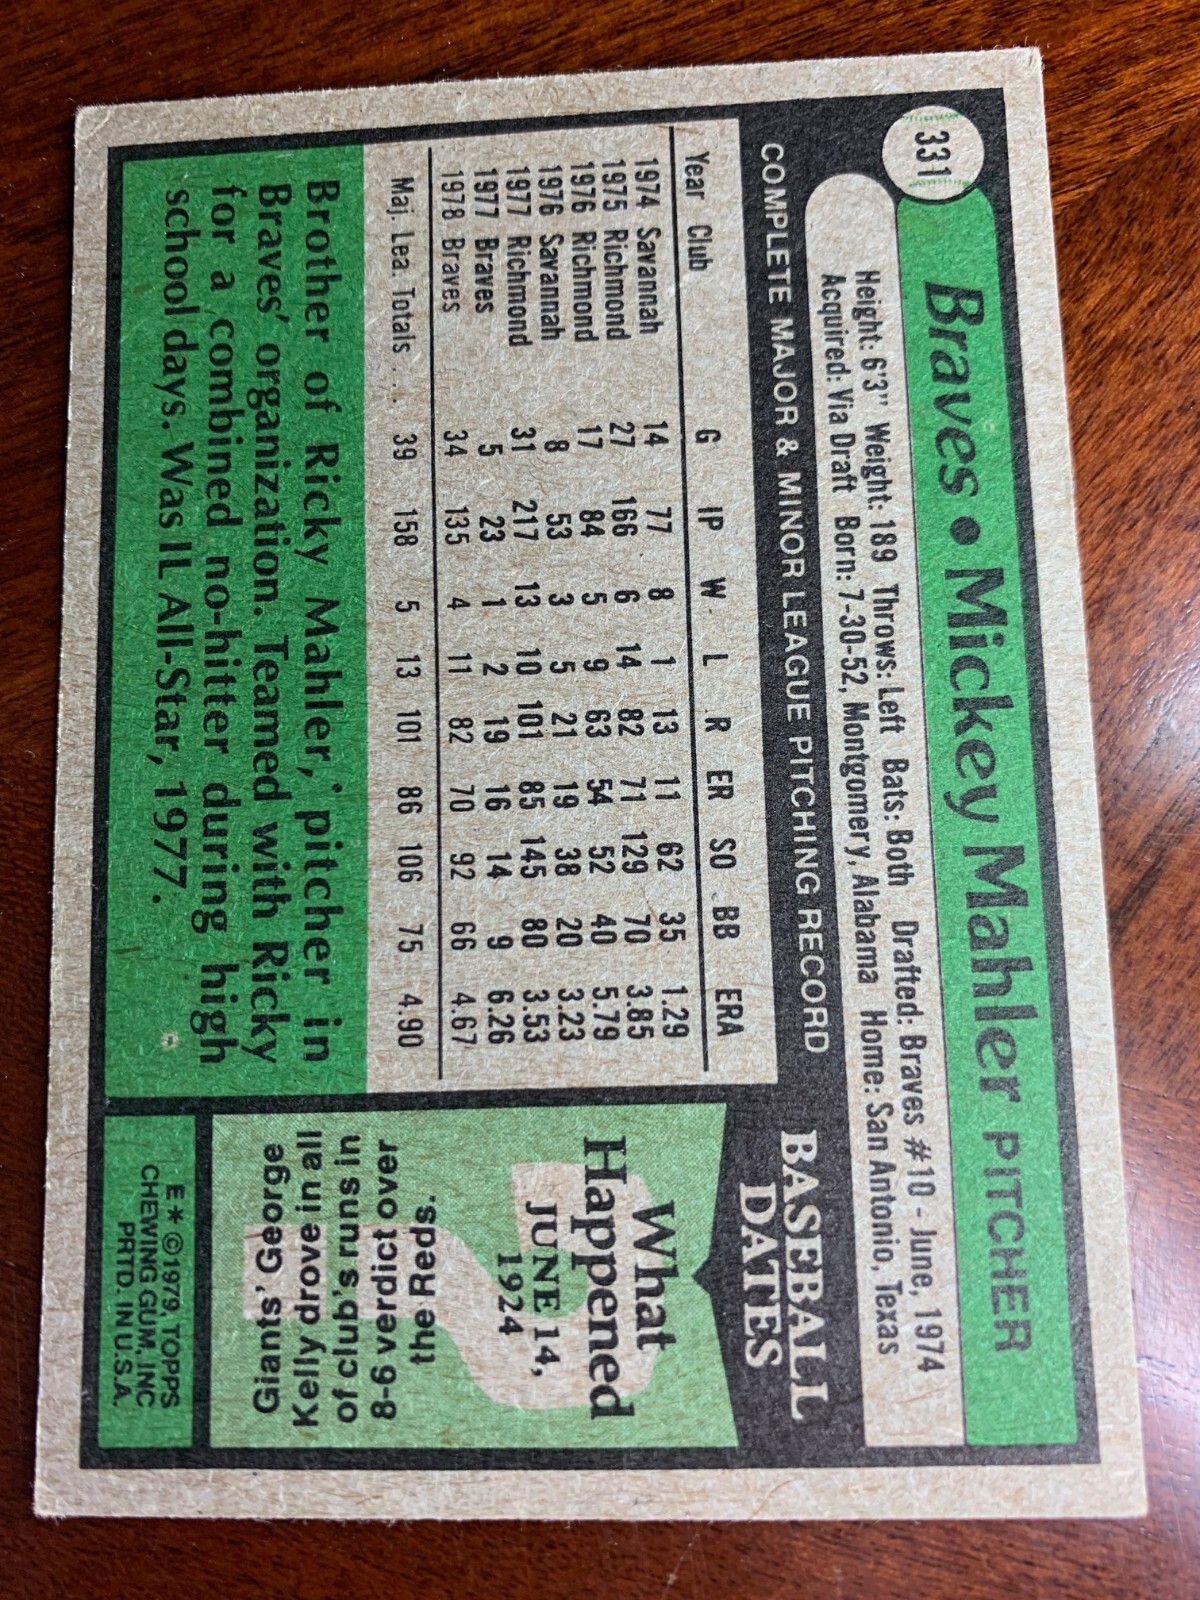 331
Braves • Mickey Mahler PITCHER
Height: 6'3" Weight: 189 Throws: Left Bats: Both Drafted: Braves #10 - June, 1974
Acquired: Via Draft Born: 7-30-52, Montgomery, Alabama Home: San Antonio, Texas
COMPLETE MAJOR & MINOR LEAGUE PITCHING RECORD
Year Club G IP W L R ER SO BB ERA
1974 Savannah 14 77 8 1 13 11 62 35 1.29
1975 Richmond 27 166 6 14 82 71 129 70 3.85
1976 Richmond 17 84 5 9 63 54 52 40 5.79
1976 Savannah 8 53 3 5 21 19 38 20 3.23
1977 Richmond 31 217 13 10 101 85 145 80 3.53
1977 Braves 5 23 1 2 19 16 14 9 6.26
1978 Braves 34 135 4 11 82 70 92 66 4.67
Maj. Lea. Totals . . . 39 158 5 13 101 86 106 75 4.90
Brother of Ricky Mahler, pitcher in
Braves' organization. Teamed with Ricky
for a combined no-hitter during high
school days. Was IL All-Star, 1977.
BASEBALL
DATES
What
Happened
JUNE 14,
1924
Giants' George
Kelly drove in all
of club's runs in
8-6 verdict over
the Reds.
E* ©1979, TOPPS
CHEWING GUM, INC
PRTD. IN U.S.A.